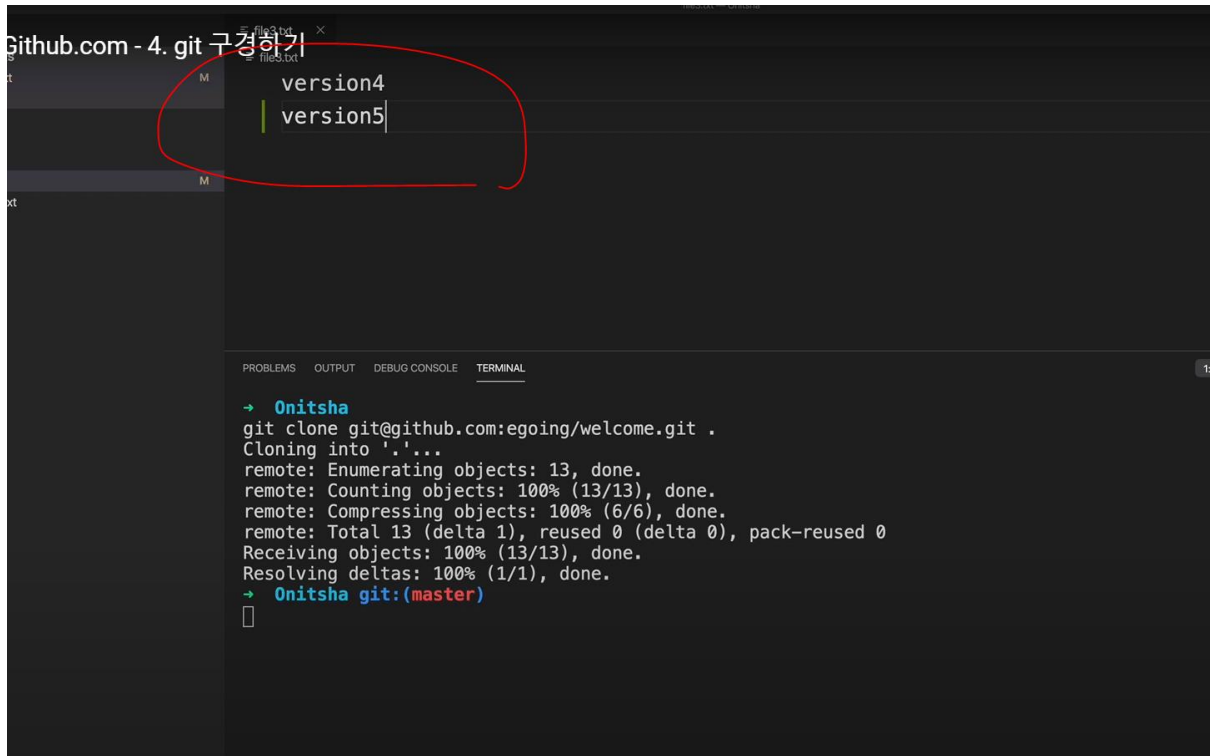 file3.txt — Onitsha
file3.txt ×
Github.com - 4. git 구경하기
file3.txt
M
version4
version5
M
xt
PROBLEMS OUTPUT DEBUG CONSOLE TERMINAL
1:
→ Onitsha
git clone git@github.com:egoing/welcome.git .
Cloning into '.'...
remote: Enumerating objects: 13, done.
remote: Counting objects: 100% (13/13), done.
remote: Compressing objects: 100% (6/6), done.
remote: Total 13 (delta 1), reused 0 (delta 0), pack-reused 0
Receiving objects: 100% (13/13), done.
Resolving deltas: 100% (1/1), done.
→ Onitsha git:(master)